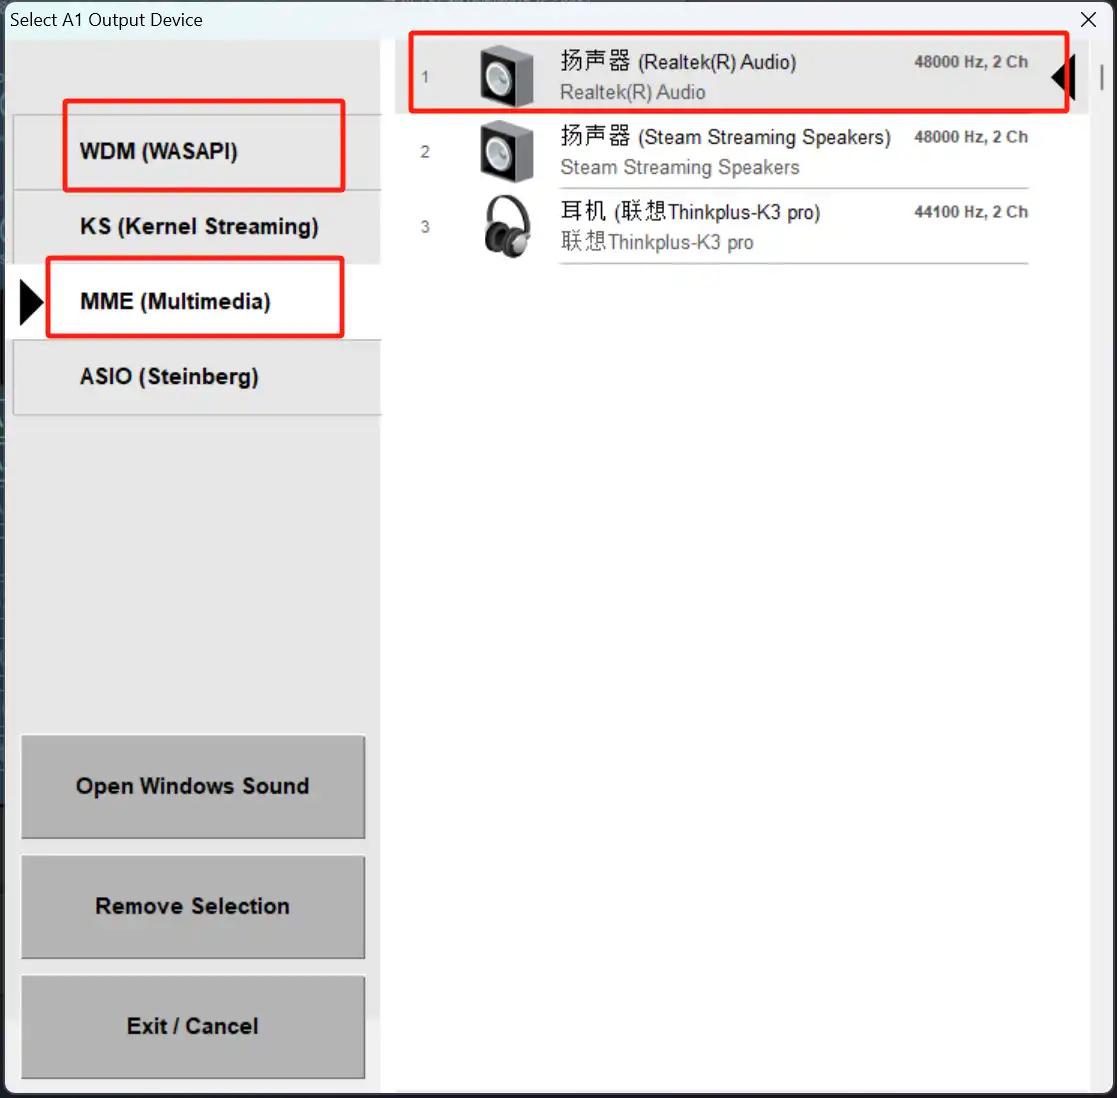 Select A1 Output Device
WDM (WASAPI)
KS (Kernel Streaming)
MME (Multimedia)
ASIO (Steinberg)
Open Windows Sound
Remove Selection
Exit / Cancel
1
扬声器 (Realtek(R) Audio)
48000 Hz, 2 Ch
Realtek(R) Audio
2
扬声器 (Steam Streaming Speakers)
48000 Hz, 2 Ch
Steam Streaming Speakers
3
耳机 (联想Thinkplus-K3 pro)
44100 Hz, 2 Ch
联想Thinkplus-K3 pro